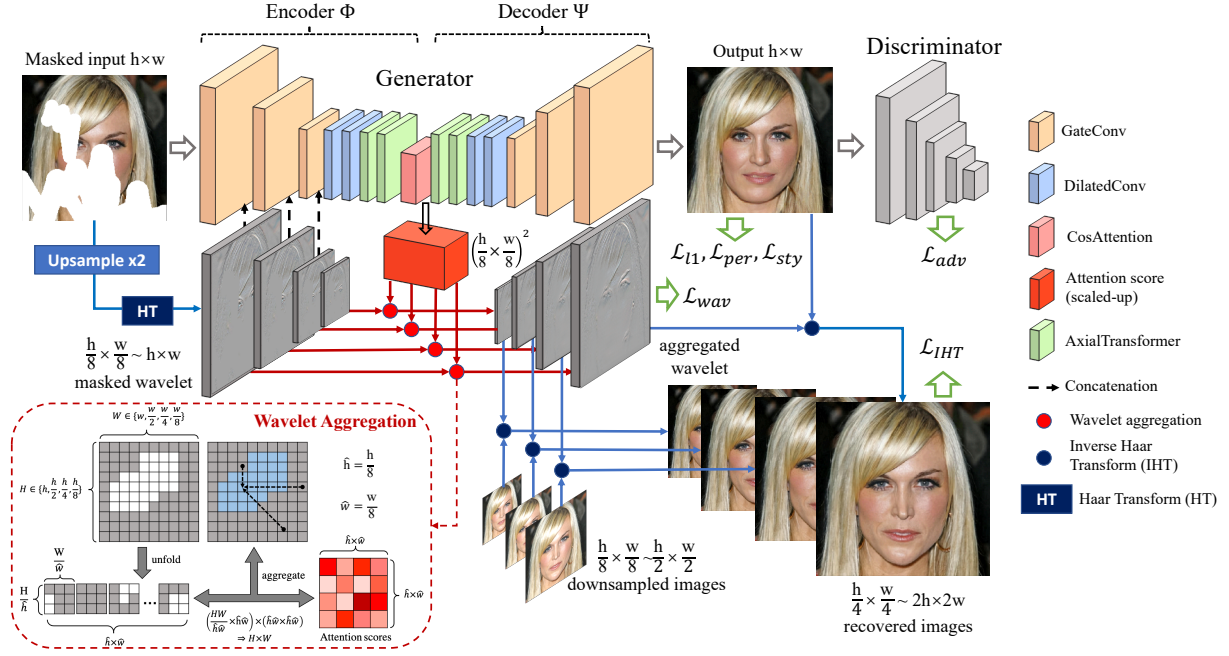 Encoder Φ
Decoder Ψ
Masked input h×w
Generator
Output h×w
Discriminator
Upsample x2
HT
(h/8 × w/8)²
ℒ_l1, ℒ_per, ℒ_sty
ℒ_adv
ℒ_wav
ℒ_IHT
h/8 × w/8 ~ h×w
masked wavelet
aggregated
wavelet
GateConv
DilatedConv
CosAttention
Attention score
(scaled-up)
AxialTransformer
Concatenation
Wavelet aggregation
Inverse Haar
Transform (IHT)
HT
Haar Transform (HT)
Wavelet Aggregation
W ∈ {w, w/2, w/4, w/8}
H ∈ {h, h/2, h/4, h/8}
ĥ = h/8
ŵ = w/8
unfold
aggregate
W/ŵ
H/ĥ
...
ĥ×ŵ
(HW/ĥŵ × ĥŵ) × (ĥŵ × ĥŵ)
⇒ H × W
ĥ×ŵ
ĥ×ŵ
Attention scores
h/8 × w/8 ~ h/2 × w/2
downsampled images
h/4 × w/4 ~ 2h×2w
recovered images